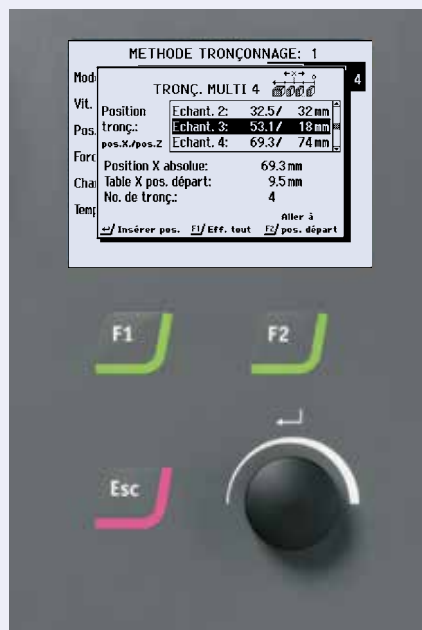 METHODE TRONÇONNAGE: 1
Mod
4
TRONÇ. MULTI 4
←X→
Vit.
Position
Echant. 2: 32.5/ 32 mm
Pos.
tronç.:
Echant. 3: 53.1/ 18 mm
pos.X./pos.Z
Echant. 4: 69.3/ 74 mm
Forc
Position X absolue: 69.3 mm
Char
Table X pos. départ: 9.5 mm
No. de tronç.: 4
Temp
Aller à
↵/ Insérer pos. F1/ Eff. tout F2/ pos. départ
F1
F2
Esc